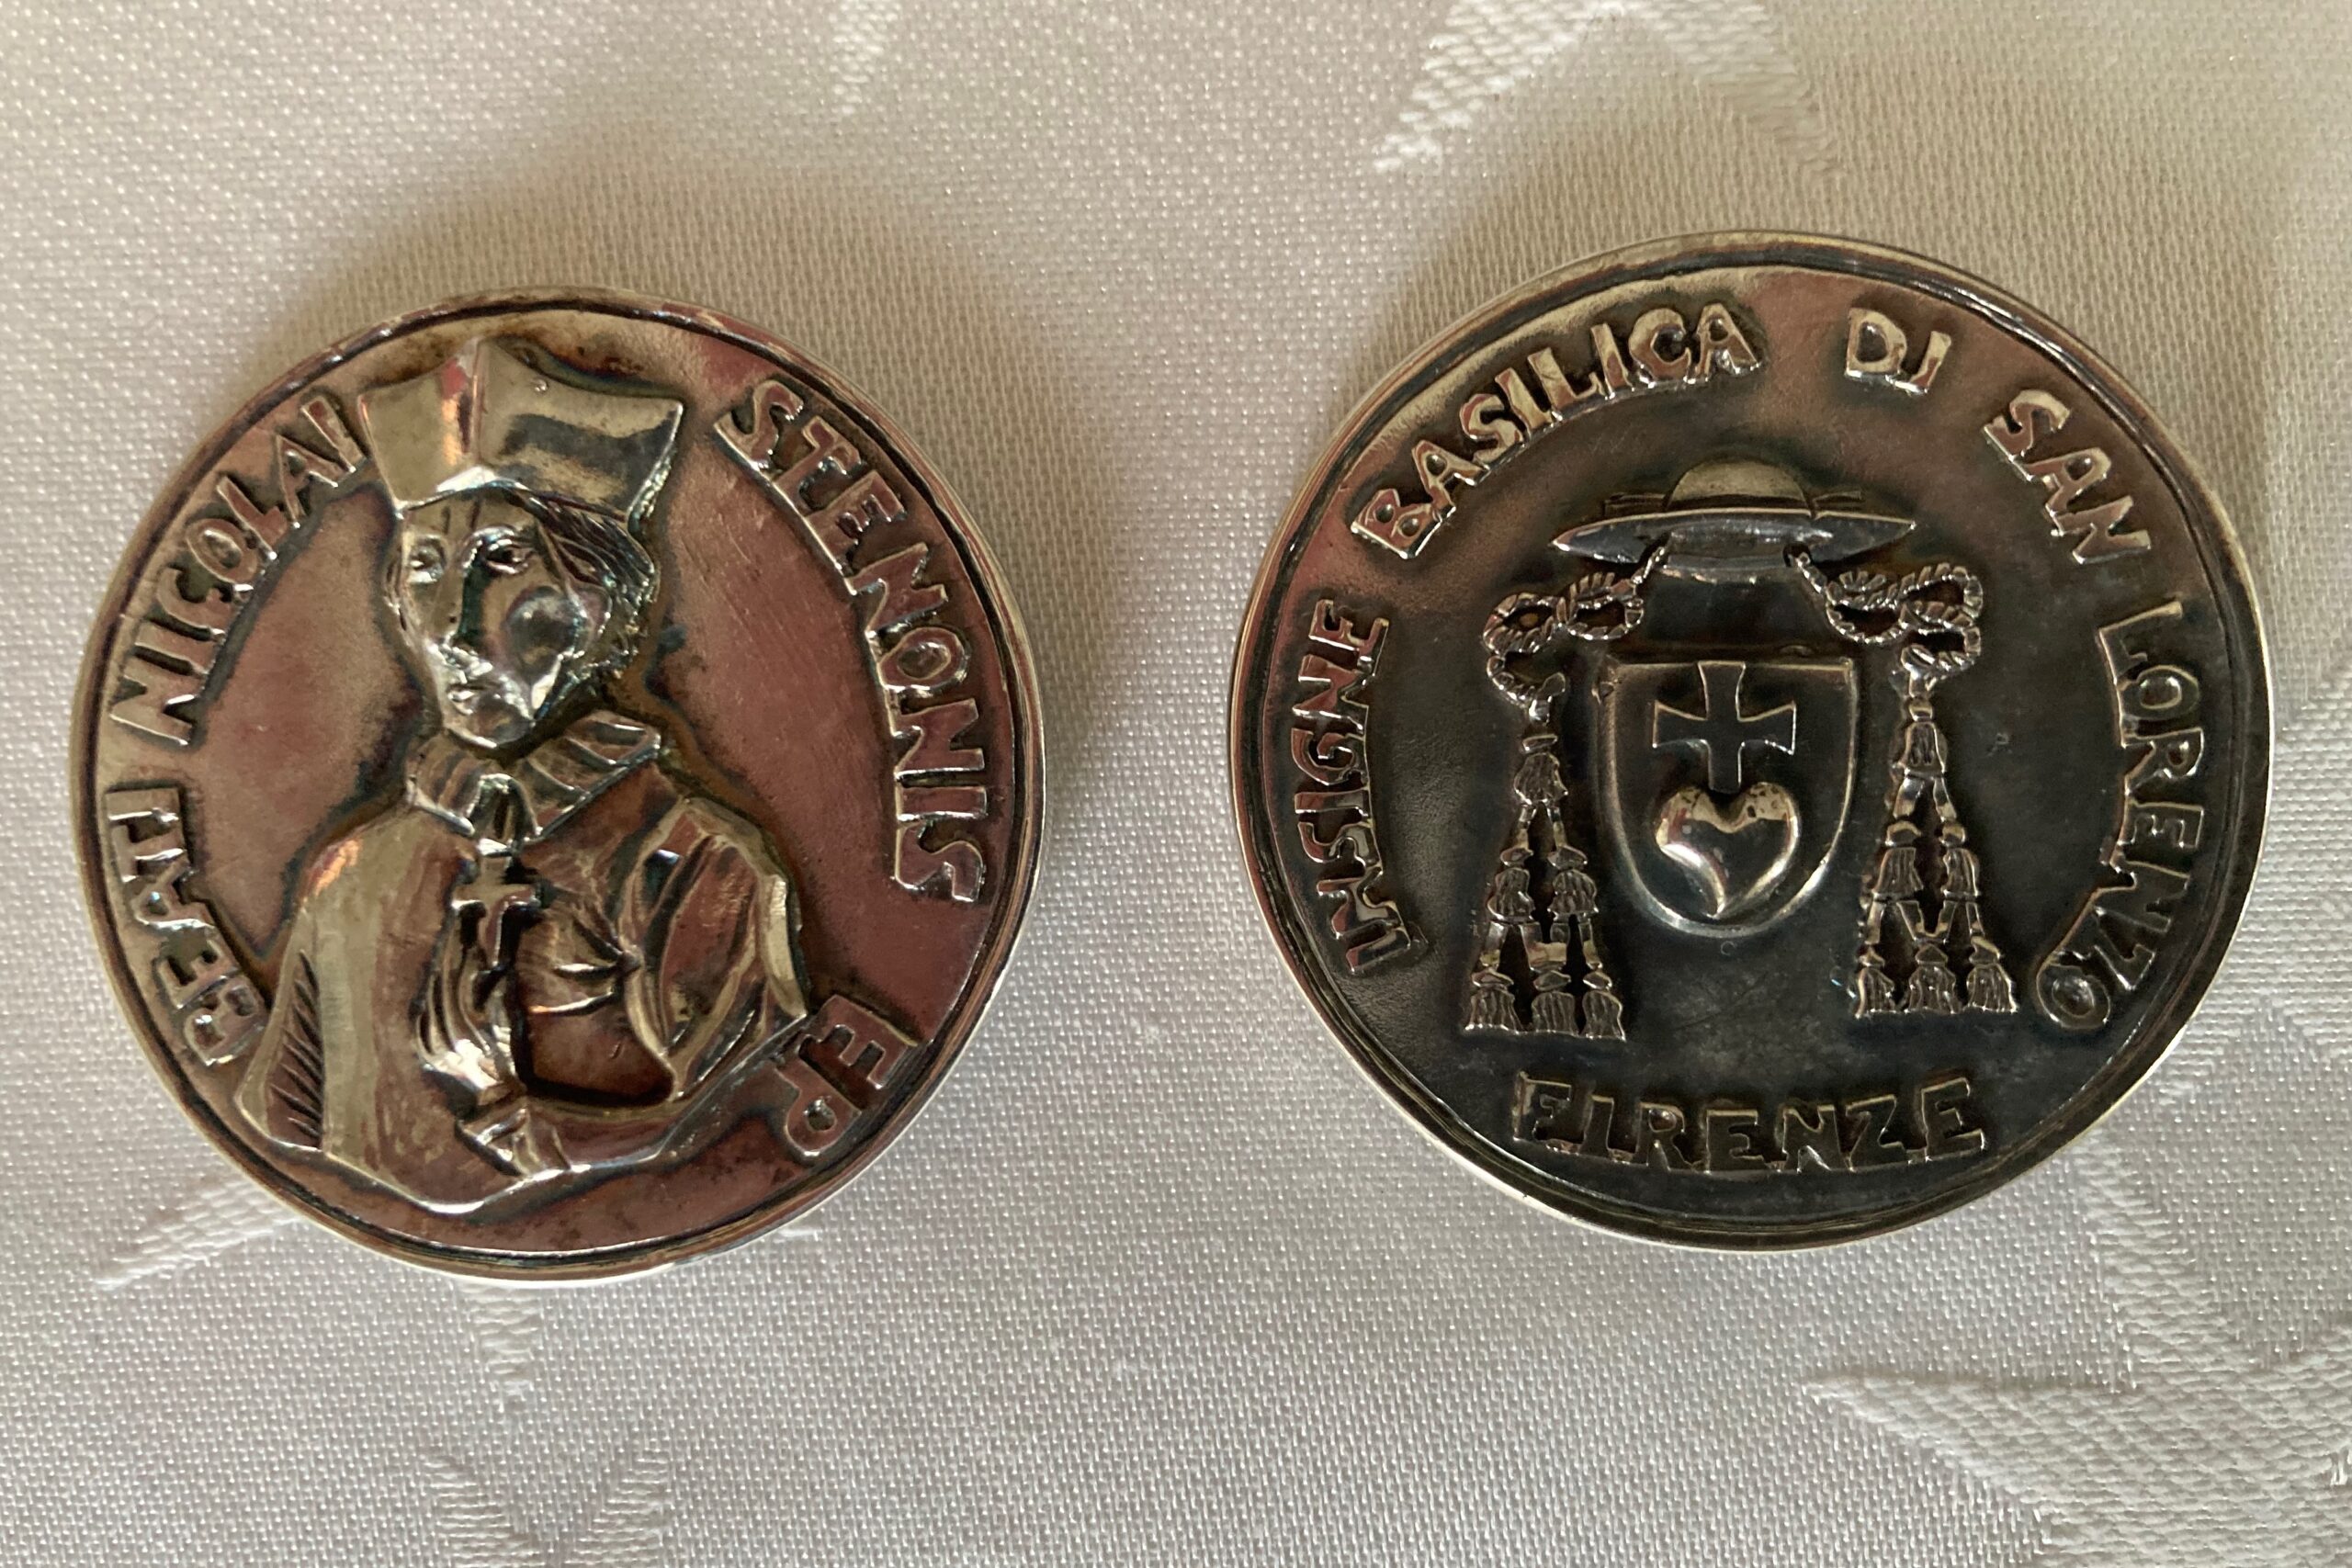 BEATI NICOLAI STENONIS EP
INSIGNE BASILICA DI SAN LORENZO
FIRENZE